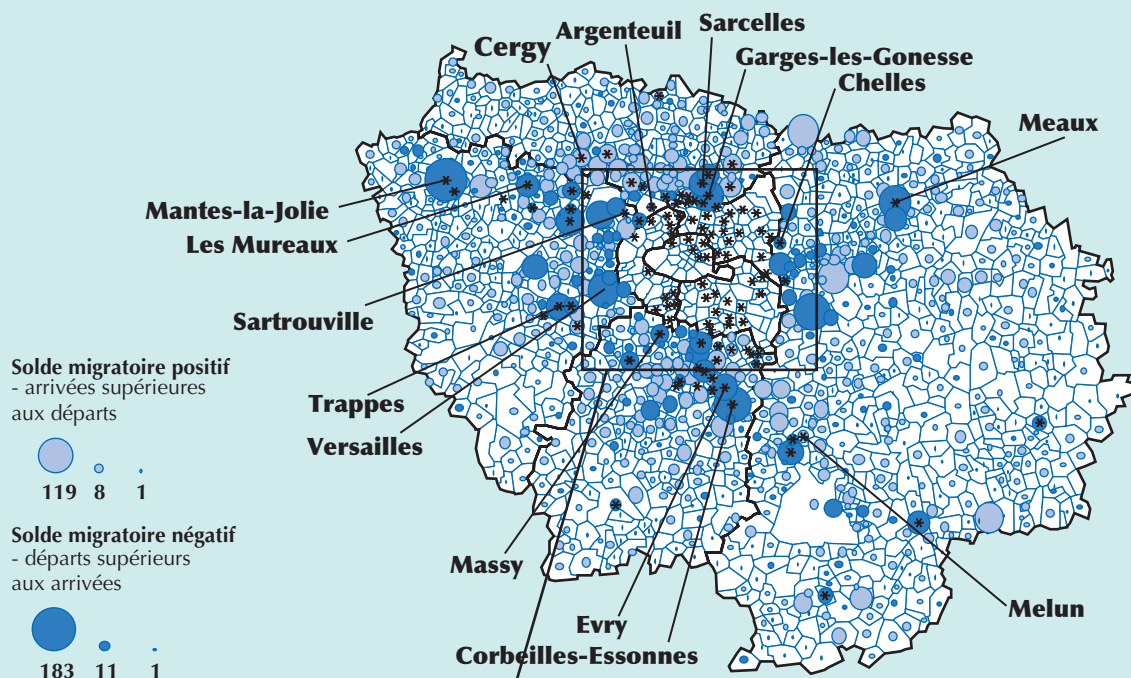 Sarcelles
Argenteuil
Cergy
Garges-les-Gonesse
Chelles
Meaux
Mantes-la-Jolie
Les Mureaux
Sartrouville
Solde migratoire positif
- arrivées supérieures
aux départs
119 8 1
Trappes
Versailles
Solde migratoire négatif
- départs supérieurs
aux arrivées
183 11 1
Massy
Evry
Melun
Corbeilles-Essonnes